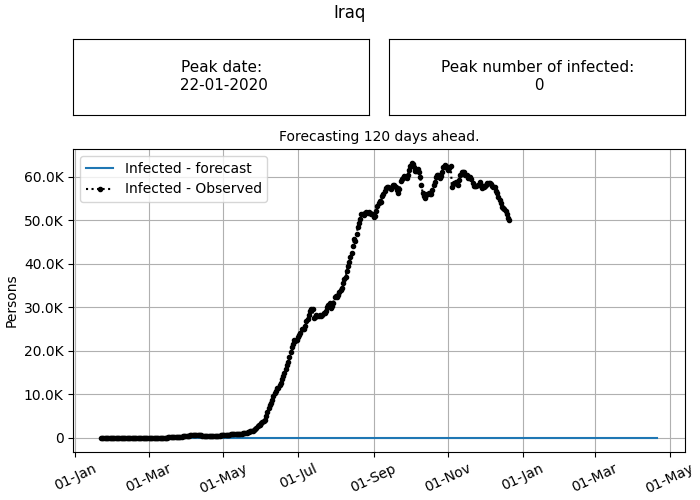 Iraq
Peak date:
22-01-2020
Peak number of infected:
0
Forecasting 120 days ahead.
Infected - forecast
Infected - Observed
Persons
60.0K
50.0K
40.0K
30.0K
20.0K
10.0K
0
01-Jan
01-Mar
01-May
01-Jul
01-Sep
01-Nov
01-Jan
01-Mar
01-May